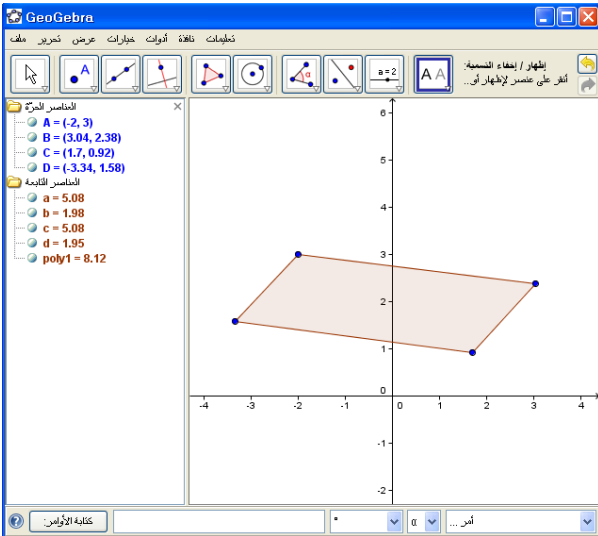 GeoGebra
ملف تحرير عرض خيارات أدوات نافذة تعليمات
A
α
a = 2
A A
إظهار / إخفاء التسمية:
أنقر على عنصر لإظهار أو...
العناصر الحرّة
A = (-2, 3)
B = (3.04, 2.38)
C = (1.7, 0.92)
D = (-3.34, 1.58)
العناصر التابعة
a = 5.08
b = 1.98
c = 5.08
d = 1.95
poly1 = 8.12
6
5
4
3
2
1
0
-4 -3 -2 -1 0 1 2 3 4
-1
-2
كتابة الأوامر:
°
α
أمر ...